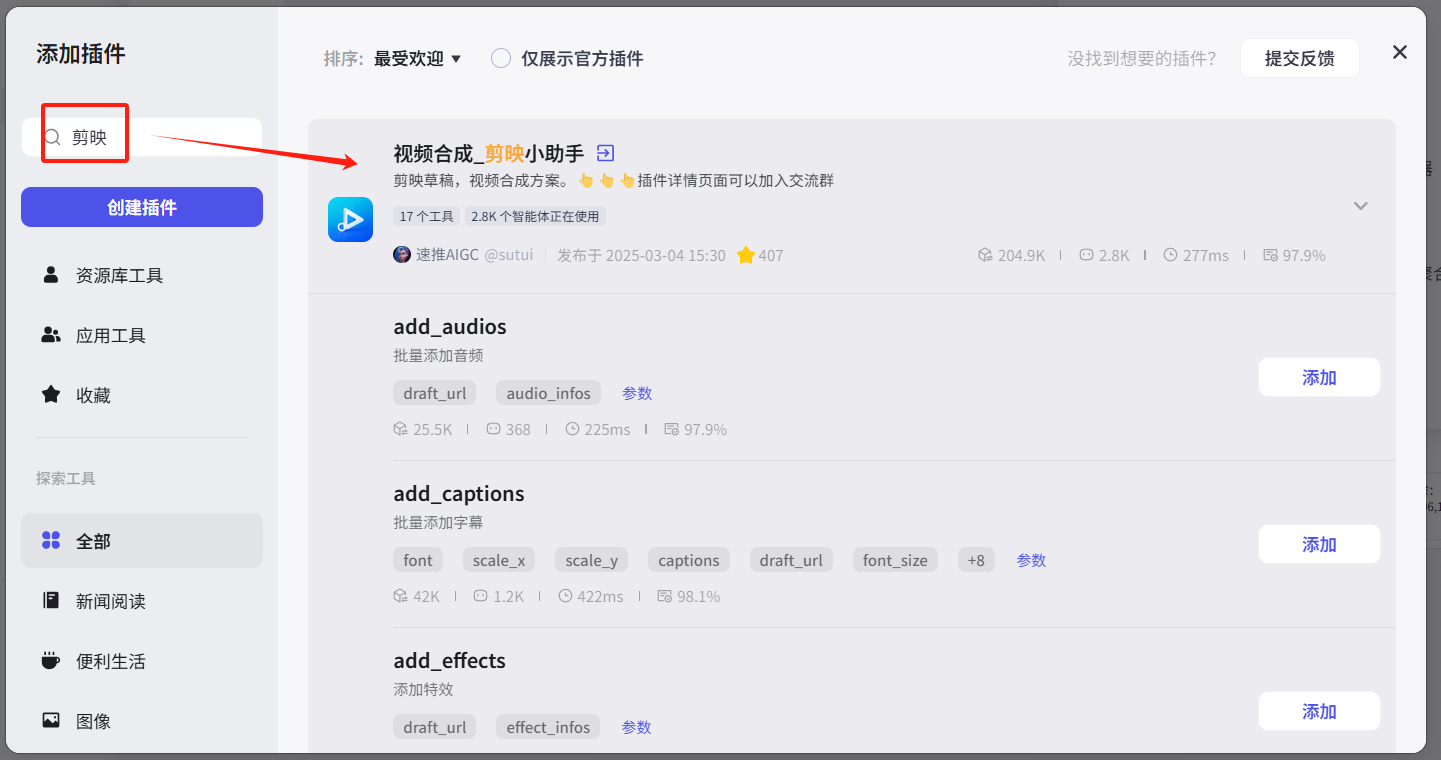 添加插件
剪映
创建插件
资源库工具
应用工具
收藏
探索工具
全部
新闻阅读
便利生活
图像
排序: 最受欢迎 仅展示官方插件 没找到想要的插件? 提交反馈
视频合成_剪映小助手
剪映草稿，视频合成方案。👆👆👆插件详情页面可以加入交流群
17 个工具 2.8K 个智能体正在使用
速推AIGC @sutui 发布于 2025-03-04 15:30 407 204.9K 2.8K 277ms 97.9%
add_audios
批量添加音频
添加
draft_url audio_infos 参数
25.5K 368 225ms 97.9%
add_captions
批量添加字幕
添加
font scale_x scale_y captions draft_url font_size +8 参数
42K 1.2K 422ms 98.1%
add_effects
添加特效
添加
draft_url effect_infos 参数